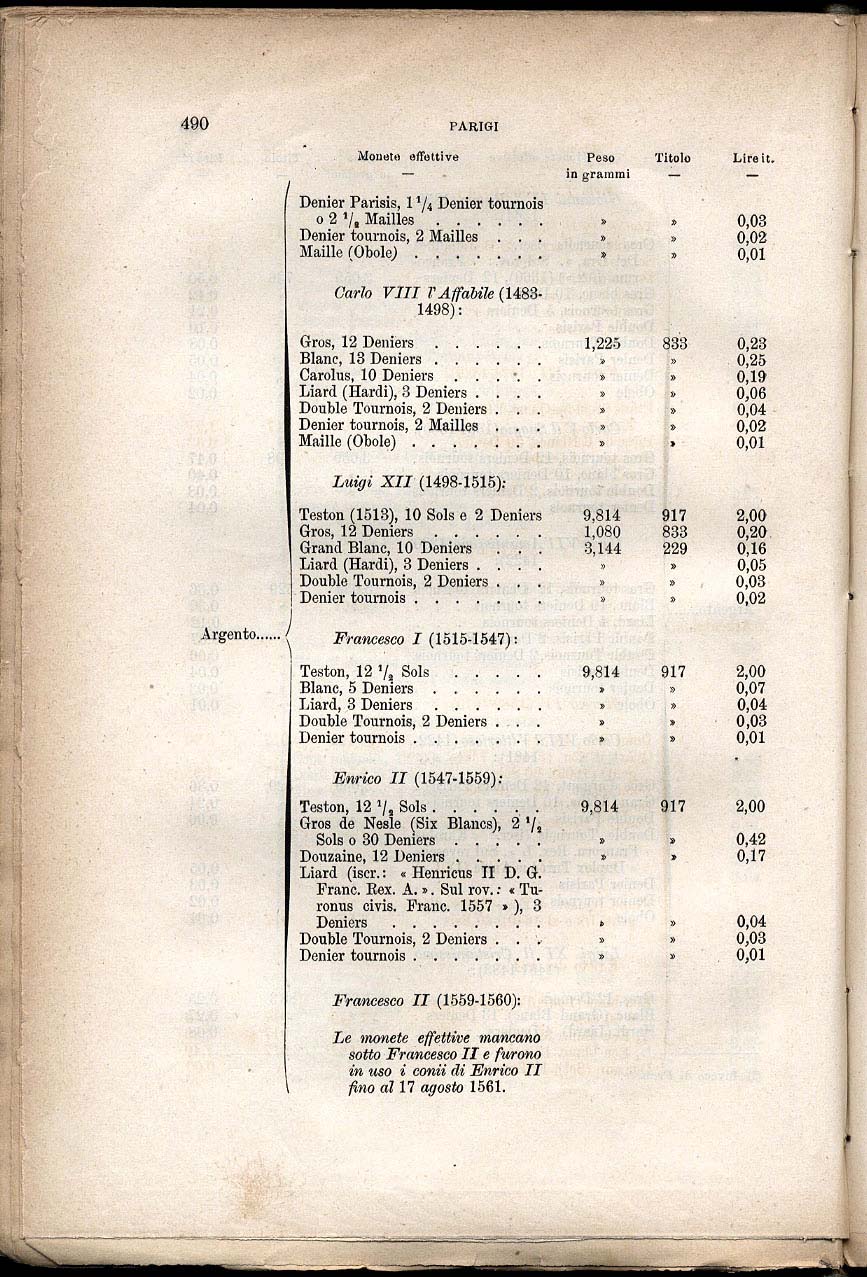 490
PARIGI
Monete effettive Peso Titolo Lire it.
— in grammi — —
Denier Parisis, 1 1/4 Denier tournois
o 2 1/2 Mailles . . . . . . » » 0,03
Denier tournois, 2 Mailles . . . » » 0,02
Maille (Obole) . . . . . . . » » 0,01
Carlo VIII l'Affabile (1483-
1498):
Gros, 12 Deniers . . . . . . 1,225 833 0,23
Blanc, 13 Deniers . . . . . . » » 0,25
Carolus, 10 Deniers . . . . . » » 0,19
Liard (Hardi), 3 Deniers . . . . » » 0,06
Double Tournois, 2 Deniers . . . » » 0,04
Denier tournois, 2 Mailles . . . » » 0,02
Maille (Obole) . . . . . . . » » 0,01
Luigi XII (1498-1515):
Teston (1513), 10 Sols e 2 Deniers 9,814 917 2,00
Gros, 12 Deniers . . . . . . 1,080 833 0,20
Grand Blanc, 10 Deniers . . . . 3,144 229 0,16
Liard (Hardi), 3 Deniers . . . . » » 0,05
Double Tournois, 2 Deniers . . . » » 0,03
Denier tournois . . . . . . . » » 0,02
Argento...... Francesco I (1515-1547):
Teston, 12 1/2 Sols . . . . . . 9,814 917 2,00
Blanc, 5 Deniers . . . . . . » » 0,07
Liard, 3 Deniers . . . . . . » » 0,04
Double Tournois, 2 Deniers . . . » » 0,03
Denier tournois . . . . . . . » » 0,01
Enrico II (1547-1559):
Teston, 12 1/2 Sols . . . . . . 9,814 917 2,00
Gros de Nesle (Six Blancs), 2 1/2
Sols o 30 Deniers . . . . . » » 0,42
Douzaine, 12 Deniers . . . . . » » 0,17
Liard (iscr.: « Henricus II D. G.
Franc. Rex. A. ». Sul rov.: « Tu-
ronus civis. Franc. 1557 » ), 3
Deniers . . . . . . . . » » 0,04
Double Tournois, 2 Deniers . . . » » 0,03
Denier tournois . . . . . . . » » 0,01
Francesco II (1559-1560):
Le monete effettive mancano
sotto Francesco II e furono
in uso i conii di Enrico II
fino al 17 agosto 1561.